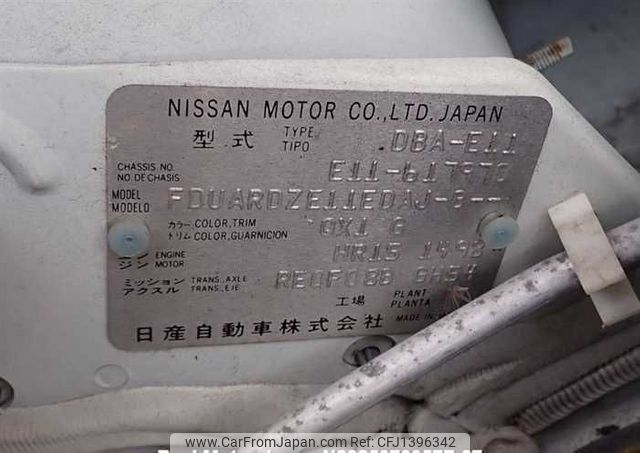 NISSAN MOTOR CO.,LTD. JAPAN
型式 TYPE TIPO DBA-E11
CHASSIS NO. NO.DE CHASIS E11-617970
MODEL MODELO FDUARDZE11EDAJ-8--
カラー COLOR,TRIM
トリム COLOR,GUARNICION QX1 G
ENGINE
ジン MOTOR HR15 1498
ミッション TRANS.,AXLE
アクスル TRANS.,EJE RE0F08B GH54
工場 PLANT PLANTA
日産自動車株式会社 MADE IN
www.CarFromJapan.com REFNO:CFJ1396342